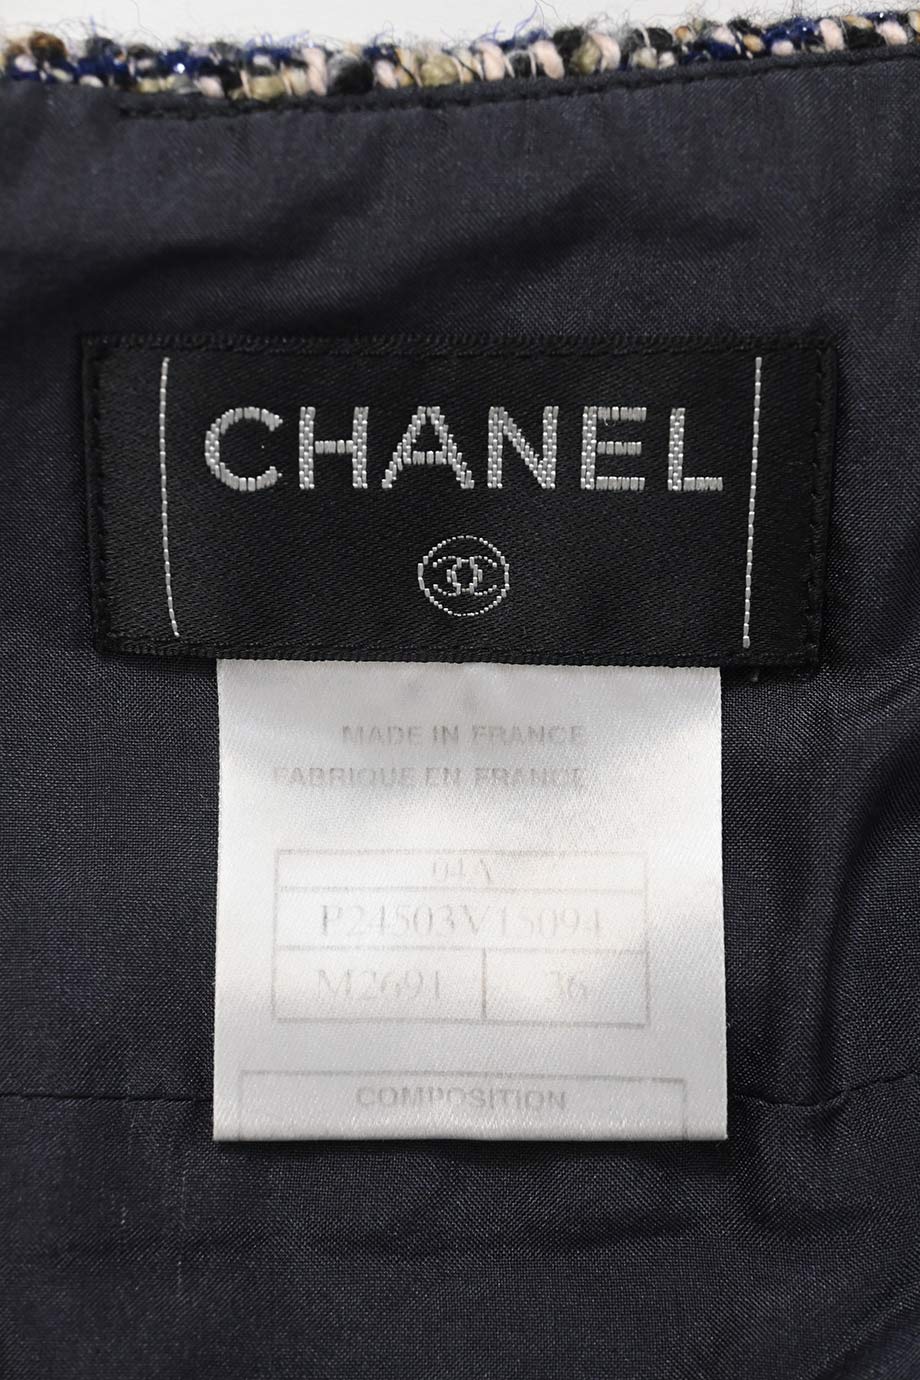 CHANEL
MADE IN FRANCE
FABRIQUE EN FRANCE
04A
P24503V15094
M2691 36
COMPOSITION